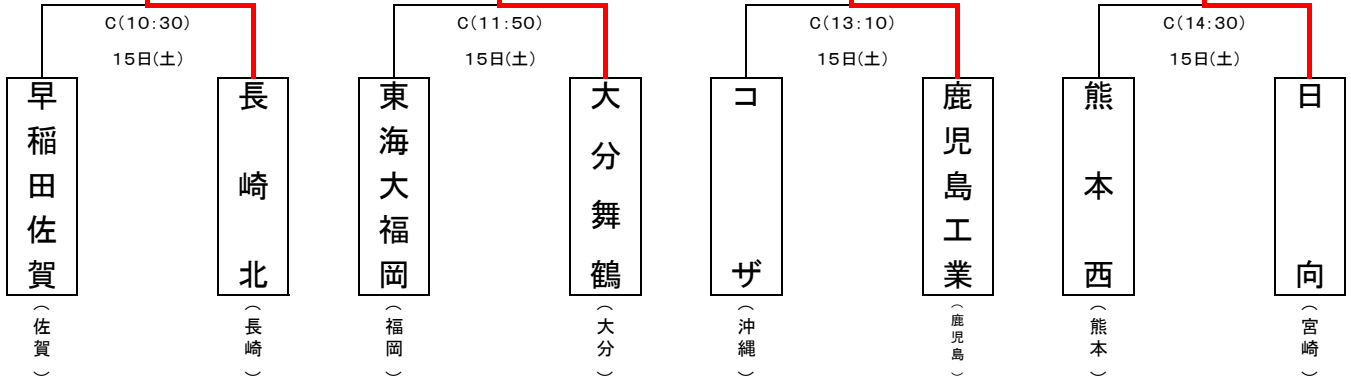 C(10:30)
15日(土)
C(11:50)
15日(土)
C(13:10)
15日(土)
C(14:30)
15日(土)
早稲田佐賀
(佐賀)
長崎北
(長崎)
東海大福岡
(福岡)
大分舞鶴
(大分)
コザ
(沖縄)
鹿児島工業
(鹿児島)
熊本西
(熊本)
日向
(宮崎)